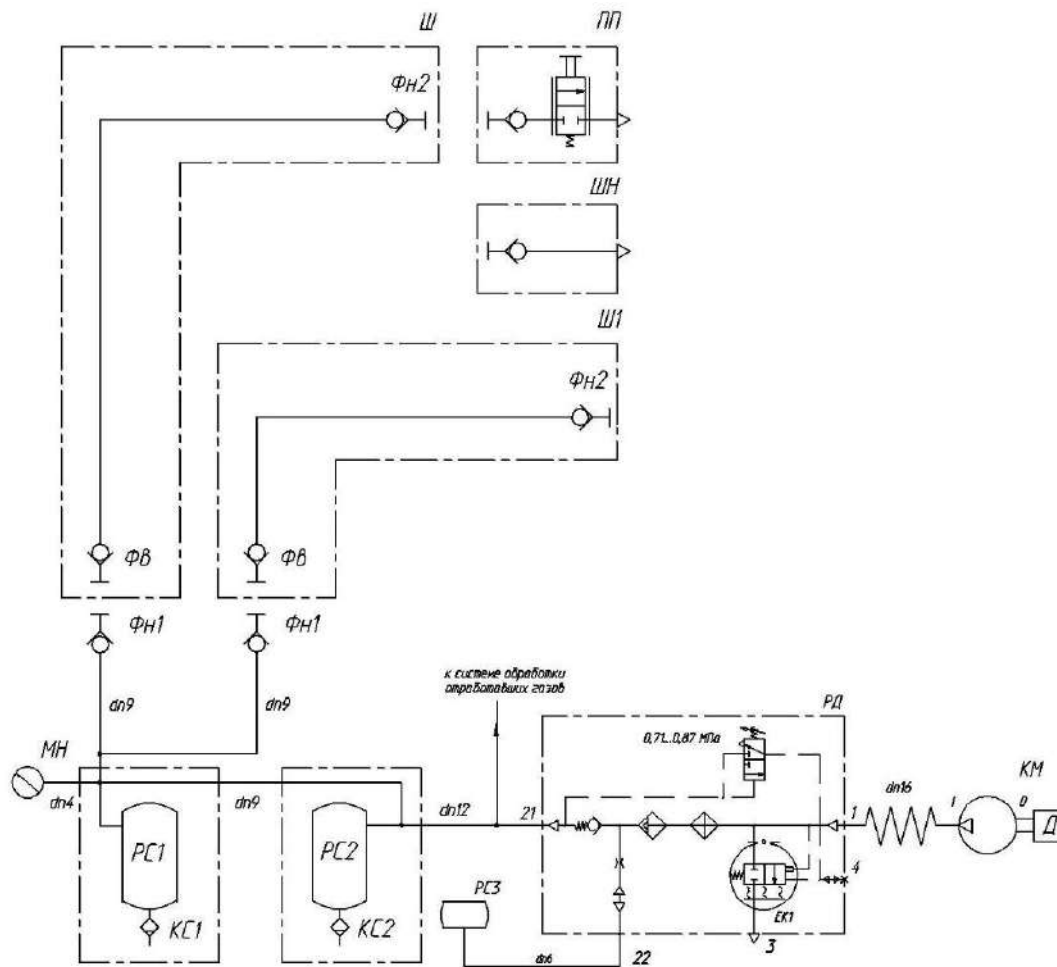 Ш
ПП
Фн2
ШН
Ш1
Фн2
Фв
Фв
Фн1
Фн1
к системе обработки
отработавших газов
dn9
dn9
РД
0,71...0,87 МПа
МН
КМ
dn16
dn4
dn9
dn12
21
1
1
0
Д
РС1
РС2
4
РС3
ЕК1
КС1
КС2
3
dn6
22